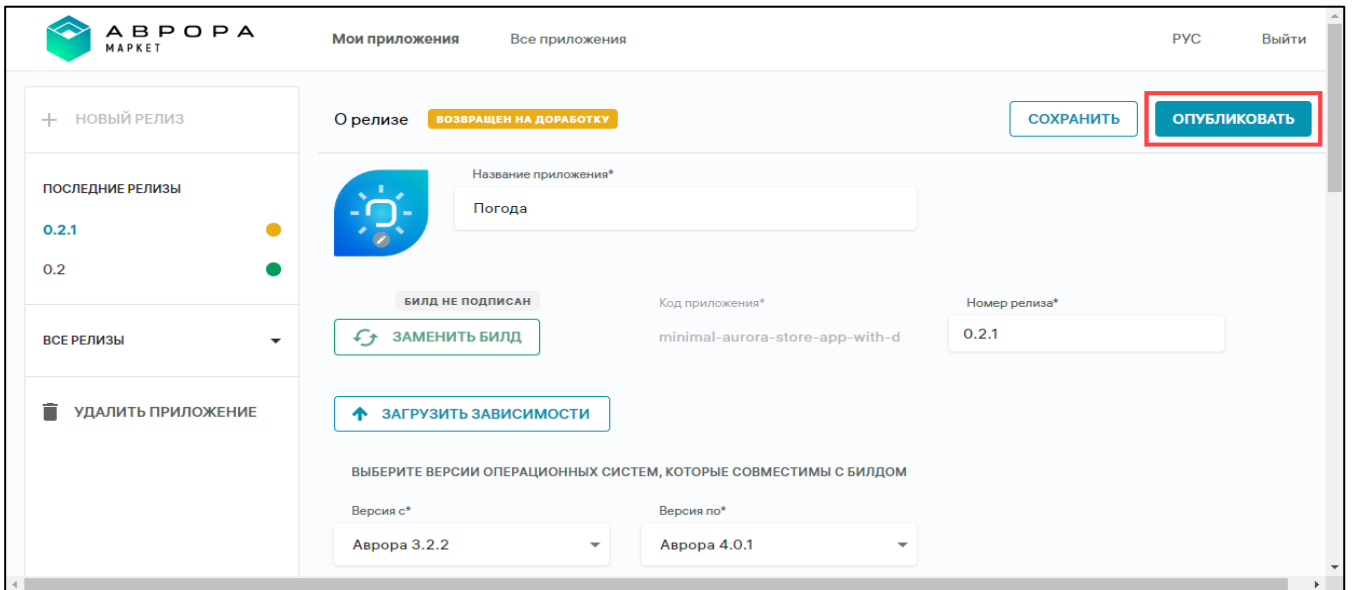 АВРОРА
МАРКЕТ
Мои приложения
Все приложения
РУС
Выйти
НОВЫЙ РЕЛИЗ
ПОСЛЕДНИЕ РЕЛИЗЫ
0.2.1
0.2
ВСЕ РЕЛИЗЫ
УДАЛИТЬ ПРИЛОЖЕНИЕ
О релизе
ВОЗВРАЩЕН НА ДОРАБОТКУ
СОХРАНИТЬ
ОПУБЛИКОВАТЬ
Название приложения*
Погода
БИЛД НЕ ПОДПИСАН
ЗАМЕНИТЬ БИЛД
Код приложения*
minimal-aurora-store-app-with-d
Номер релиза*
0.2.1
ЗАГРУЗИТЬ ЗАВИСИМОСТИ
ВЫБЕРИТЕ ВЕРСИИ ОПЕРАЦИОННЫХ СИСТЕМ, КОТОРЫЕ СОВМЕСТИМЫ С БИЛДОМ
Версия с*
Аврора 3.2.2
Версия по*
Аврора 4.0.1